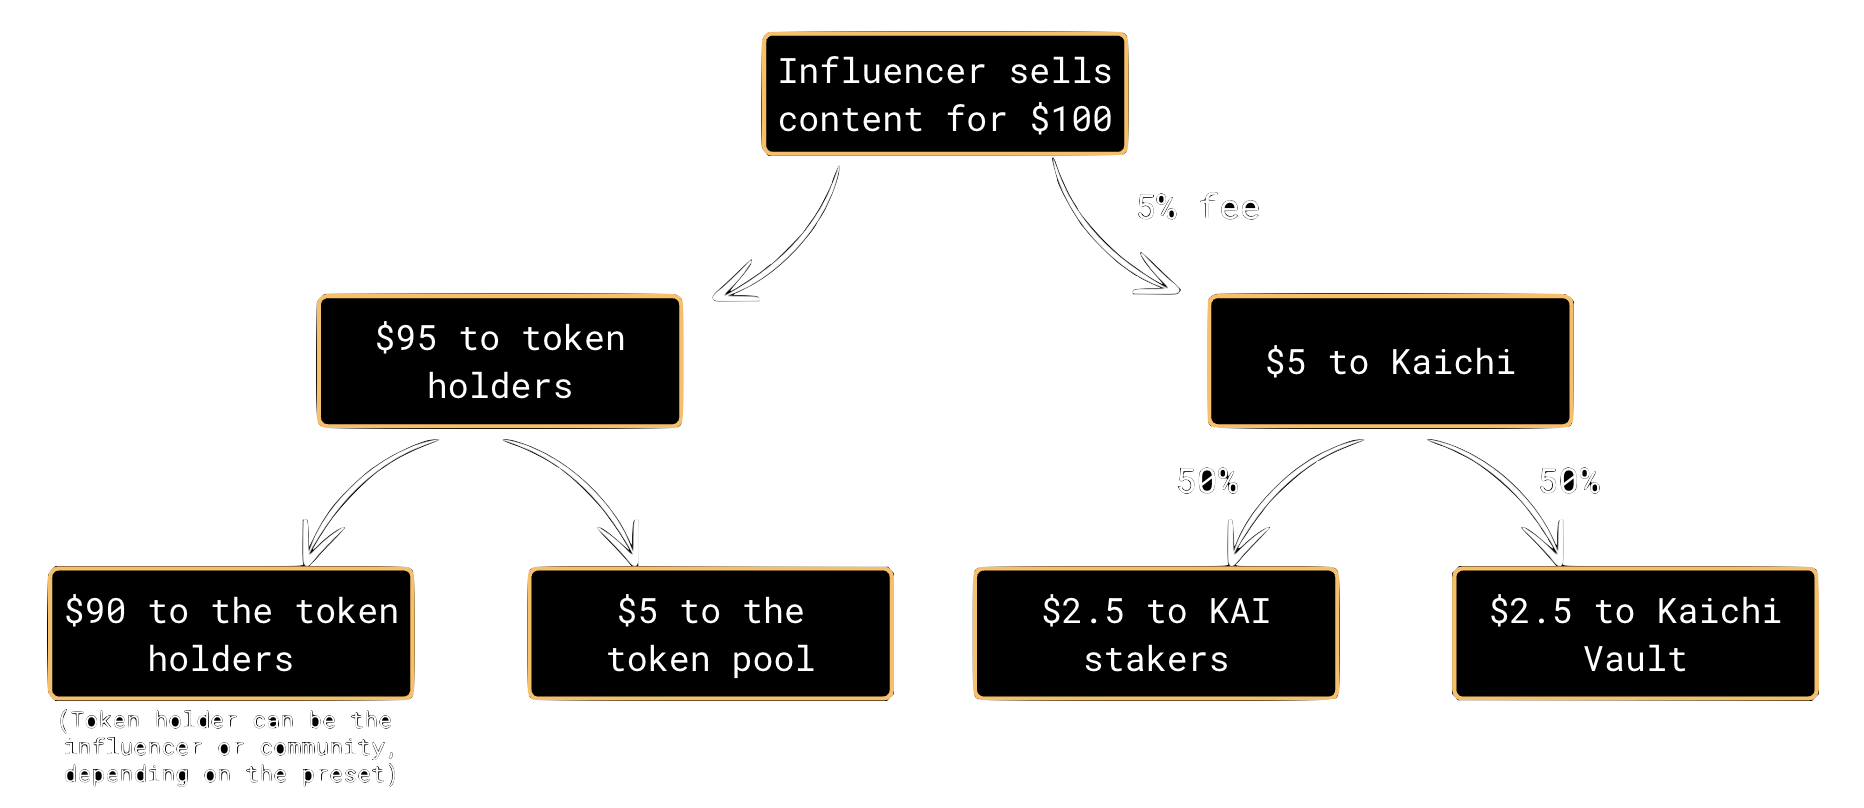 Influencer sells
content for $100
5% fee
$95 to token
holders
$5 to Kaichi
50%
50%
$90 to the token
holders
$5 to the
token pool
$2.5 to KAI
stakers
$2.5 to Kaichi
Vault
(Token holder can be the
influencer or community,
depending on the preset)